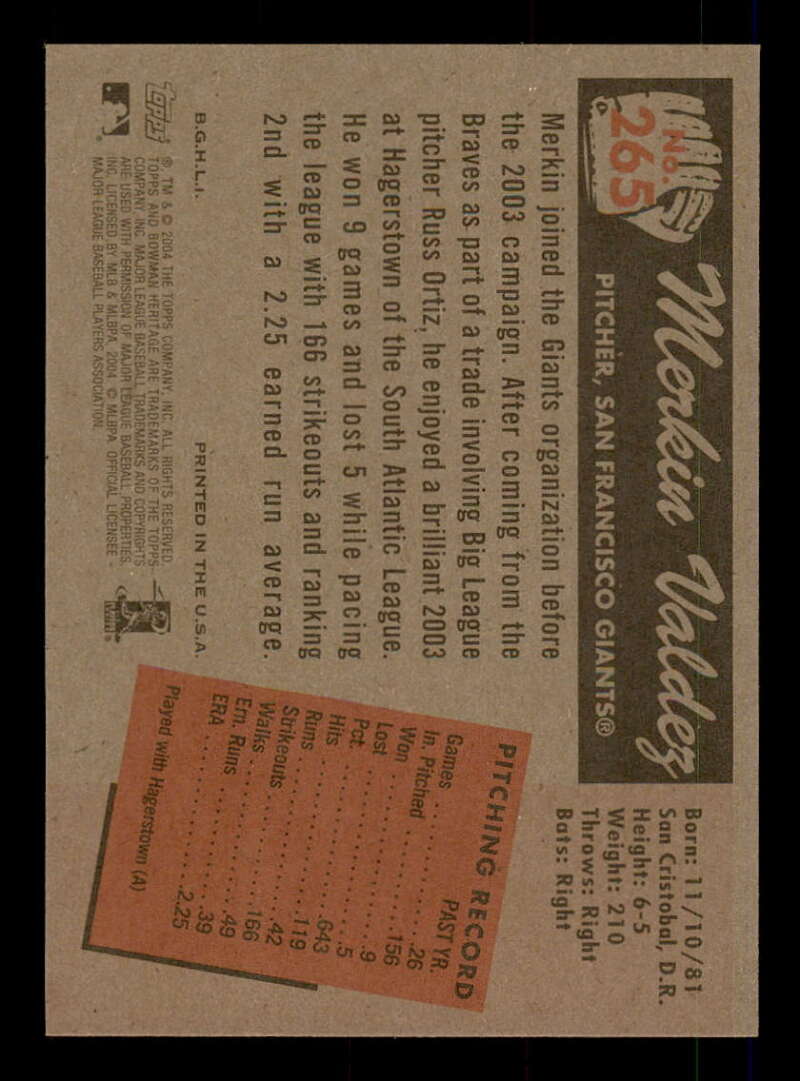 No.
265
Merkin Valdez
PITCHER, SAN FRANCISCO GIANTS®
Born: 11/10/81
San Cristobal, D.R.
Height: 6-5
Weight: 210
Throws: Right
Bats: Right
Merkin joined the Giants organization before
the 2003 campaign. After coming from the
Braves as part of a trade involving Big League
pitcher Russ Ortiz, he enjoyed a brilliant 2003
at Hagerstown of the South Atlantic League.
He won 9 games and lost 5 while pacing
the league with 166 strikeouts and ranking
2nd with a 2.25 earned run average.
PITCHING RECORD
PAST YR.
Games ..........26
In. Pitched ..........156
Won ..........9
Lost ..........5
Pct. ..........643
Hits ..........119
Runs ..........42
Strikeouts ..........166
Walks ..........49
Ern. Runs ..........39
ERA ..........2.25
Played with Hagerstown (A)
B.G.H.L.I. PRINTED IN THE U.S.A.
Topps ® TM & © 2004 THE TOPPS COMPANY, INC. ALL RIGHTS RESERVED.
TOPPS AND BOWMAN HERITAGE ARE TRADEMARKS OF THE TOPPS
COMPANY, INC. MAJOR LEAGUE BASEBALL TRADEMARKS AND COPYRIGHTS
ARE USED WITH PERMISSION OF MAJOR LEAGUE BASEBALL PROPERTIES,
INC. LICENSED BY MLB & MLBPA, 2004. © MLBPA. OFFICIAL LICENSEE -
MAJOR LEAGUE BASEBALL PLAYERS ASSOCIATION.